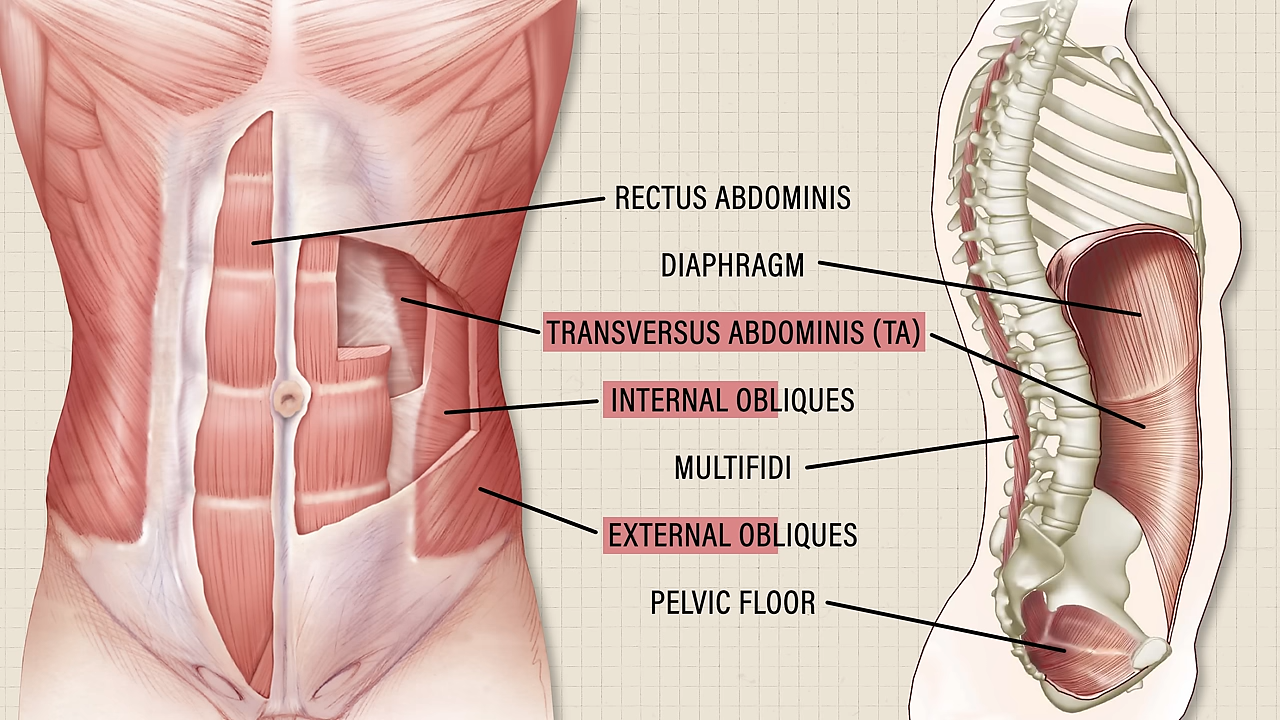 RECTUS ABDOMINIS
DIAPHRAGM
TRANSVERSUS ABDOMINIS (TA)
INTERNAL OBLIQUES
MULTIFIDI
EXTERNAL OBLIQUES
PELVIC FLOOR